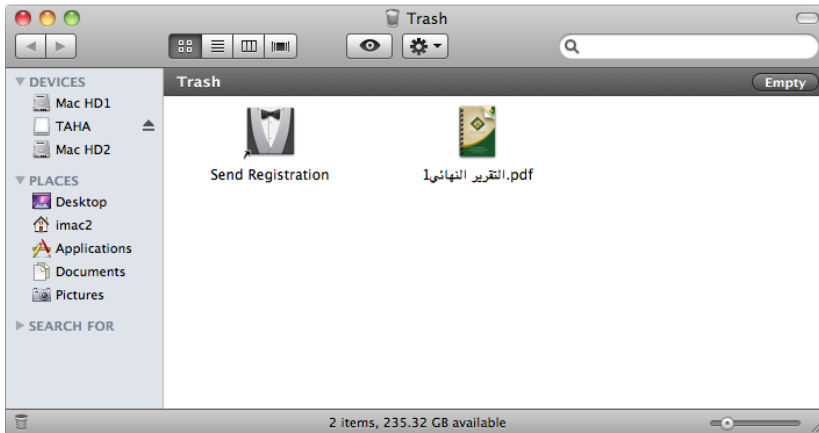 Trash
Trash
Empty
DEVICES
Mac HD1
TAHA
Mac HD2
PLACES
Desktop
imac2
Applications
Documents
Pictures
SEARCH FOR
Send Registration
التقرير النهائي1.pdf
2 items, 235.32 GB available